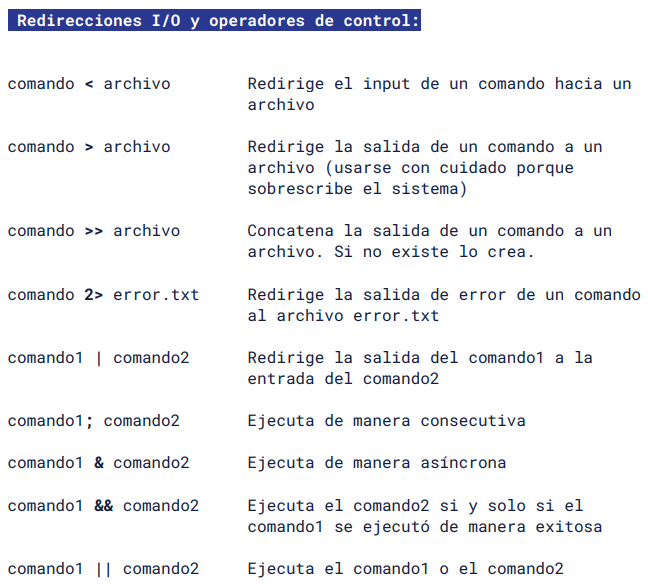 Redirecciones I/O y operadores de control:
comando < archivo Redirige el input de un comando hacia un
archivo
comando > archivo Redirige la salida de un comando a un
archivo (usarse con cuidado porque
sobrescribe el sistema)
comando >> archivo Concatena la salida de un comando a un
archivo. Si no existe lo crea.
comando 2> error.txt Redirige la salida de error de un comando
al archivo error.txt
comando1 | comando2 Redirige la salida del comando1 a la
entrada del comando2
comando1; comando2 Ejecuta de manera consecutiva
comando1 & comando2 Ejecuta de manera asíncrona
comando1 && comando2 Ejecuta el comando2 si y solo si el
comando1 se ejecutó de manera exitosa
comando1 || comando2 Ejecuta el comando1 o el comando2